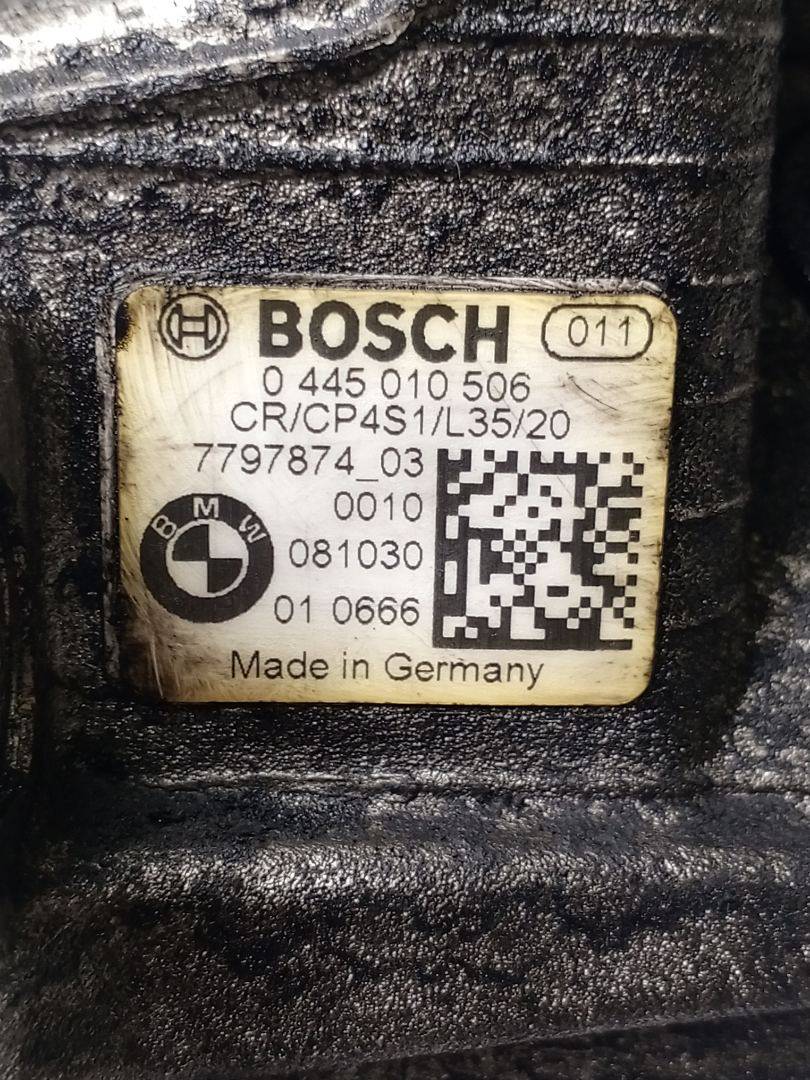 BOSCH 011
0 445 010 506
CR/CP4S1/L35/20
7797874_03
0010
BMW
081030
01 0666
Made in Germany